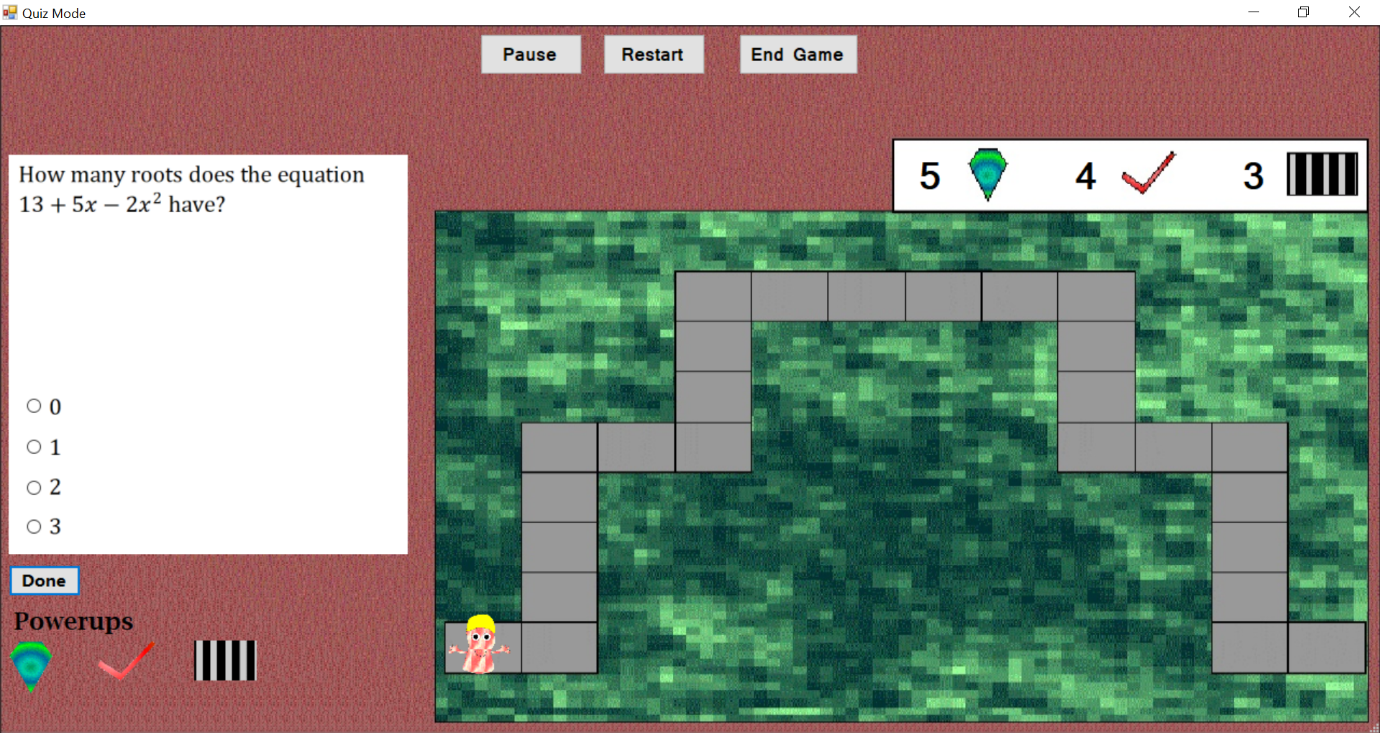 Quiz Mode
Pause Restart End Game
5 4 3
How many roots does the equation
13 + 5x − 2x² have?
0
1
2
3
Done
Powerups